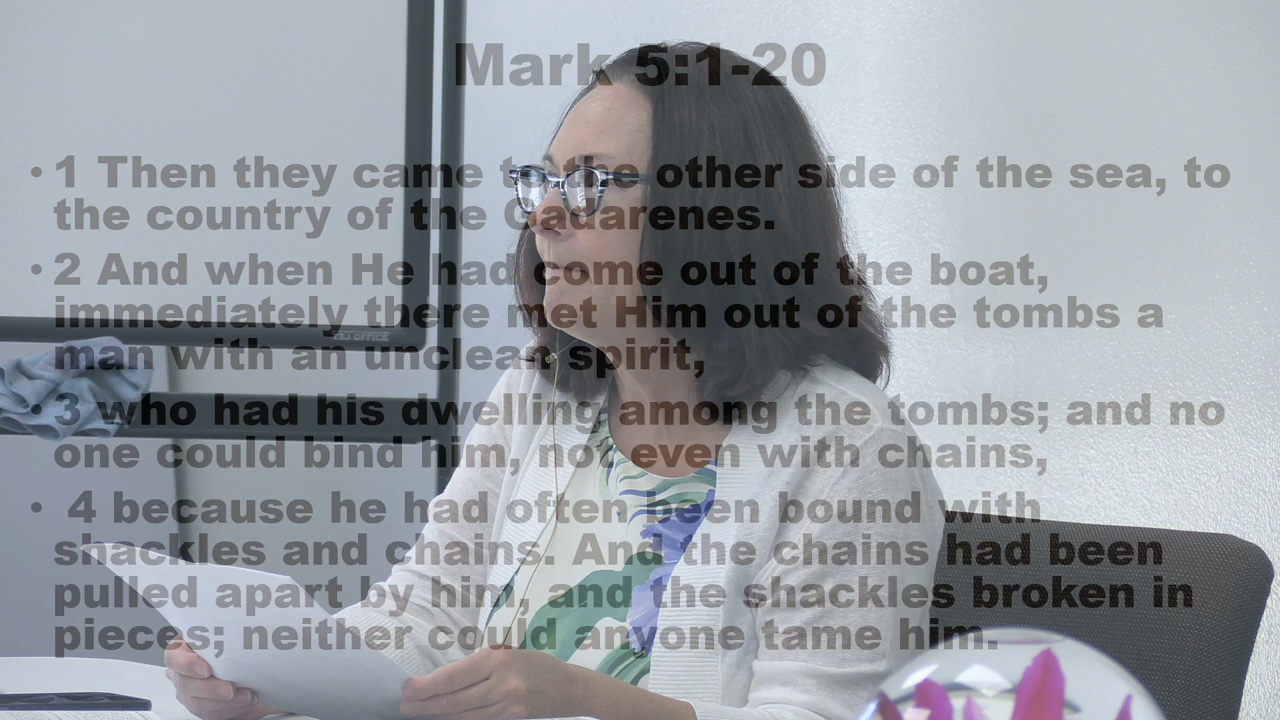 Mark 5:1-20
• 1 Then they came to the other side of the sea, to
the country of the Gadarenes.
• 2 And when He had come out of the boat,
immediately there met Him out of the tombs a
man with an unclean spirit,
• 3 who had his dwelling among the tombs; and no
one could bind him, not even with chains,
• 4 because he had often been bound with
shackles and chains. And the chains had been
pulled apart by him, and the shackles broken in
pieces; neither could anyone tame him.
OFFICE